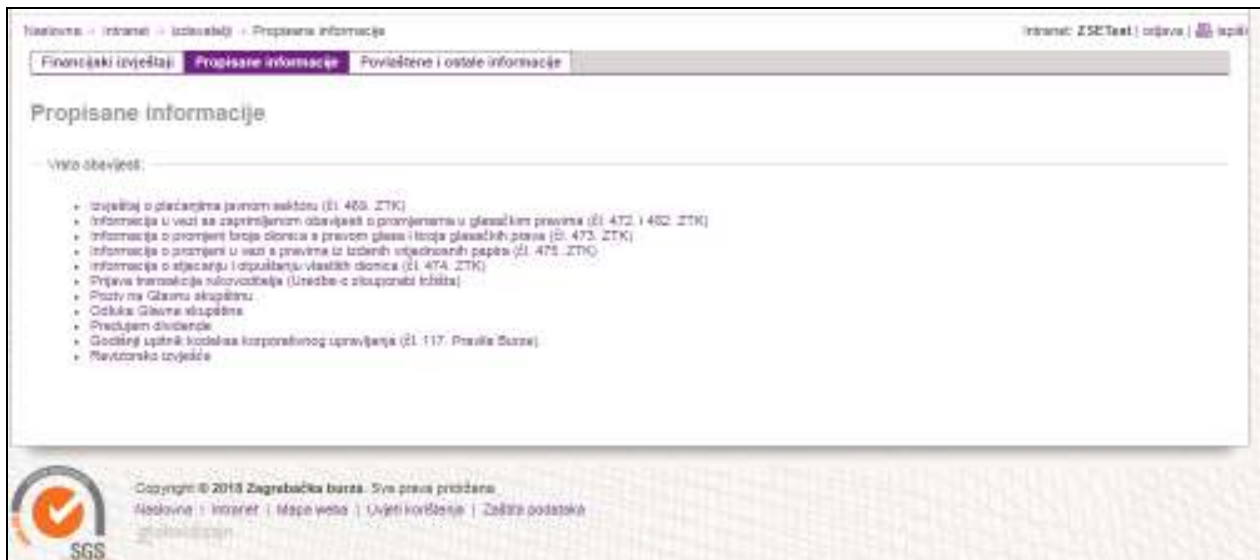 Naslovna > Intranet > Izdavatelji > Propisane informacije
Intranet: ZSETest | odjava | ispiši
Financijski izvještaji Propisane informacije Povlaštene i ostale informacije
Propisane informacije
Vrsta obavijesti:
Izvještaj o plaćanjima javnom sektoru (čl. 469. ZTK)
Informacija u vezi sa zaprimljenom obavijesti o promjenama u glasačkim pravima (čl. 472. i 482. ZTK)
Informacija o promjeni broja dionica s pravom glasa i broja glasačkih prava (čl. 473. ZTK)
Informacija o promjeni u vezi s pravima iz izdanih vrijednosnih papira (čl. 475. ZTK)
Informacija o stjecanju i otpuštanju vlastitih dionica (čl. 474. ZTK)
Prijava transakcija rukovoditelja (Uredba o zlouporabi tržišta)
Poziv na Glavnu skupštinu
Odluka Glavne skupštine
Predujam dividende
Godišnji upitnik kodeksa korporativnog upravljanja (čl. 117. Pravila Burze)
Revizorsko izvješće
Copyright © 2018 Zagrebačka burza. Sva prava pridržana.
Naslovna | Intranet | Mapa weba | Uvjeti korištenja | Zaštita podataka
SGS